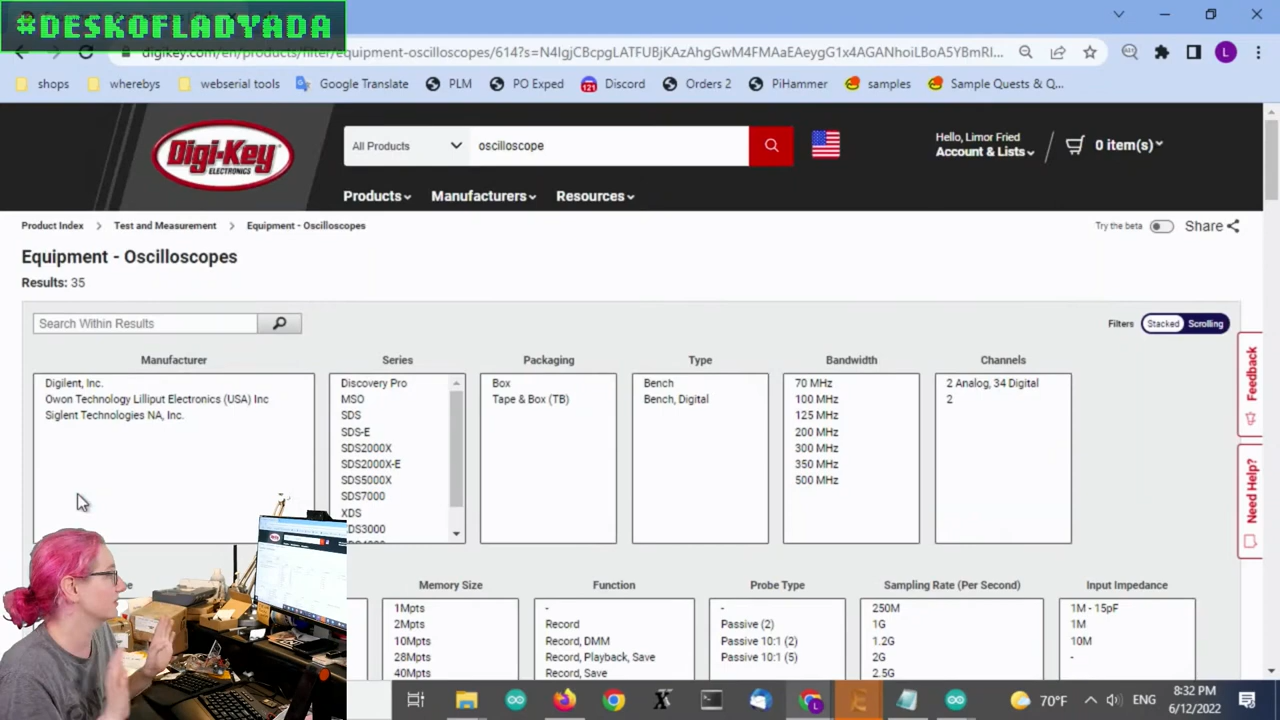 #DESKOFLADYADA
digikey.com/en/products/filter/equipment-oscilloscopes/614?s=N4IgjCBcpgLATFUBjKAzAhgGwM4FMAaEAeygG1x4AGANhoiLBoA5YBmRI...
shops
wherebys
webserial tools
Google Translate
PLM
PO Exped
121
Discord
Orders 2
PiHammer
samples
Sample Quests & Q...
L
Digi-Key
ELECTRONICS
All Products
oscilloscope
Hello, Limor Fried
Account & Lists
0 item(s)
Products
Manufacturers
Resources
Product Index > Test and Measurement > Equipment - Oscilloscopes
Try the beta
Share
Equipment - Oscilloscopes
Results: 35
Search Within Results
Filters
Stacked
Scrolling
Manufacturer
Digilent, Inc.
Owon Technology Lilliput Electronics (USA) Inc
Siglent Technologies NA, Inc.
Series
Discovery Pro
MSO
SDS
SDS-E
SDS2000X
SDS2000X-E
SDS5000X
SDS7000
XDS
SDS3000
Packaging
Box
Tape & Box (TB)
Type
Bench
Bench, Digital
Bandwidth
70 MHz
100 MHz
125 MHz
200 MHz
300 MHz
350 MHz
500 MHz
Channels
2 Analog, 34 Digital
2
Feedback
Need Help?
Memory Size
1Mpts
2Mpts
10Mpts
28Mpts
40Mpts
Function
-
Record
Record, DMM
Record, Playback, Save
Record, Save
Probe Type
-
Passive (2)
Passive 10:1 (2)
Passive 10:1 (5)
Sampling Rate (Per Second)
250M
1G
1.2G
2G
2.5G
Input Impedance
1M - 15pF
1M
10M
-
70°F
ENG
8:32 PM
6/12/2022